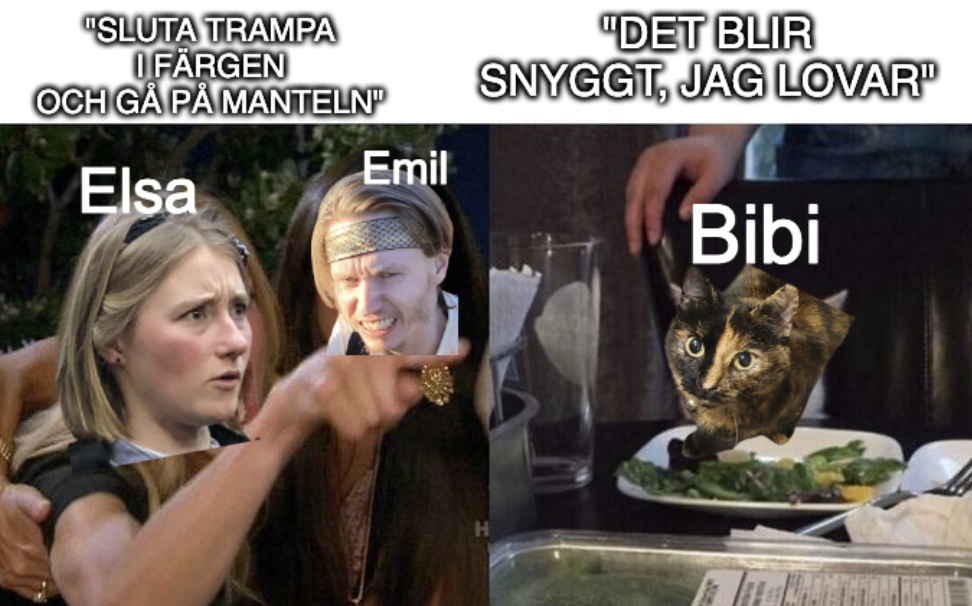 "SLUTA TRAMPA
I FÄRGEN
OCH GÅ PÅ MANTELN"
"DET BLIR
SNYGGT, JAG LOVAR"
Elsa
Emil
Bibi